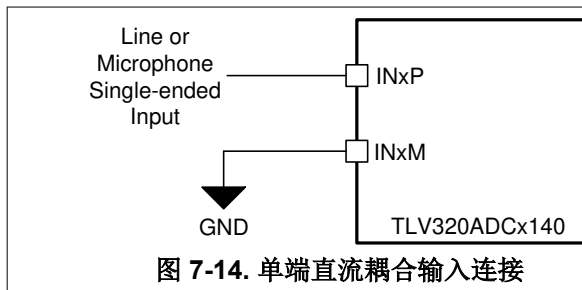 Line or
Microphone
Single-ended
Input
INxP
INxM
GND
TLV320ADCx140
图 7-14. 单端直流耦合输入连接